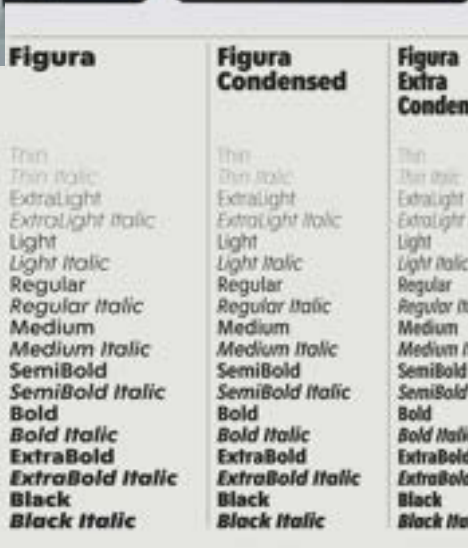 Figura
Thin
Thin Italic
ExtraLight
ExtraLight Italic
Light
Light Italic
Regular
Regular Italic
Medium
Medium Italic
SemiBold
SemiBold Italic
Bold
Bold Italic
ExtraBold
ExtraBold Italic
Black
Black Italic
Figura
Condensed
Thin
Thin Italic
ExtraLight
ExtraLight Italic
Light
Light Italic
Regular
Regular Italic
Medium
Medium Italic
SemiBold
SemiBold Italic
Bold
Bold Italic
ExtraBold
ExtraBold Italic
Black
Black Italic
Figura
Extra
Conden
Thin
Thin Italic
ExtraLight
ExtraLight
Light
Light Italic
Regular
Regular It
Medium
Medium I
SemiBold
SemiBold
Bold
Bold Itali
ExtraBold
ExtraBold
Black
Black Ita